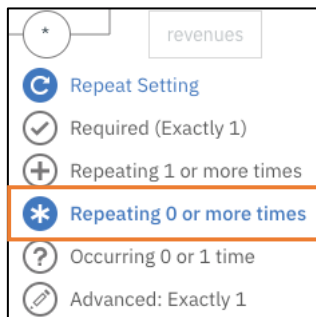 *
revenues
Repeat Setting
Required (Exactly 1)
Repeating 1 or more times
Repeating 0 or more times
Occurring 0 or 1 time
Advanced: Exactly 1